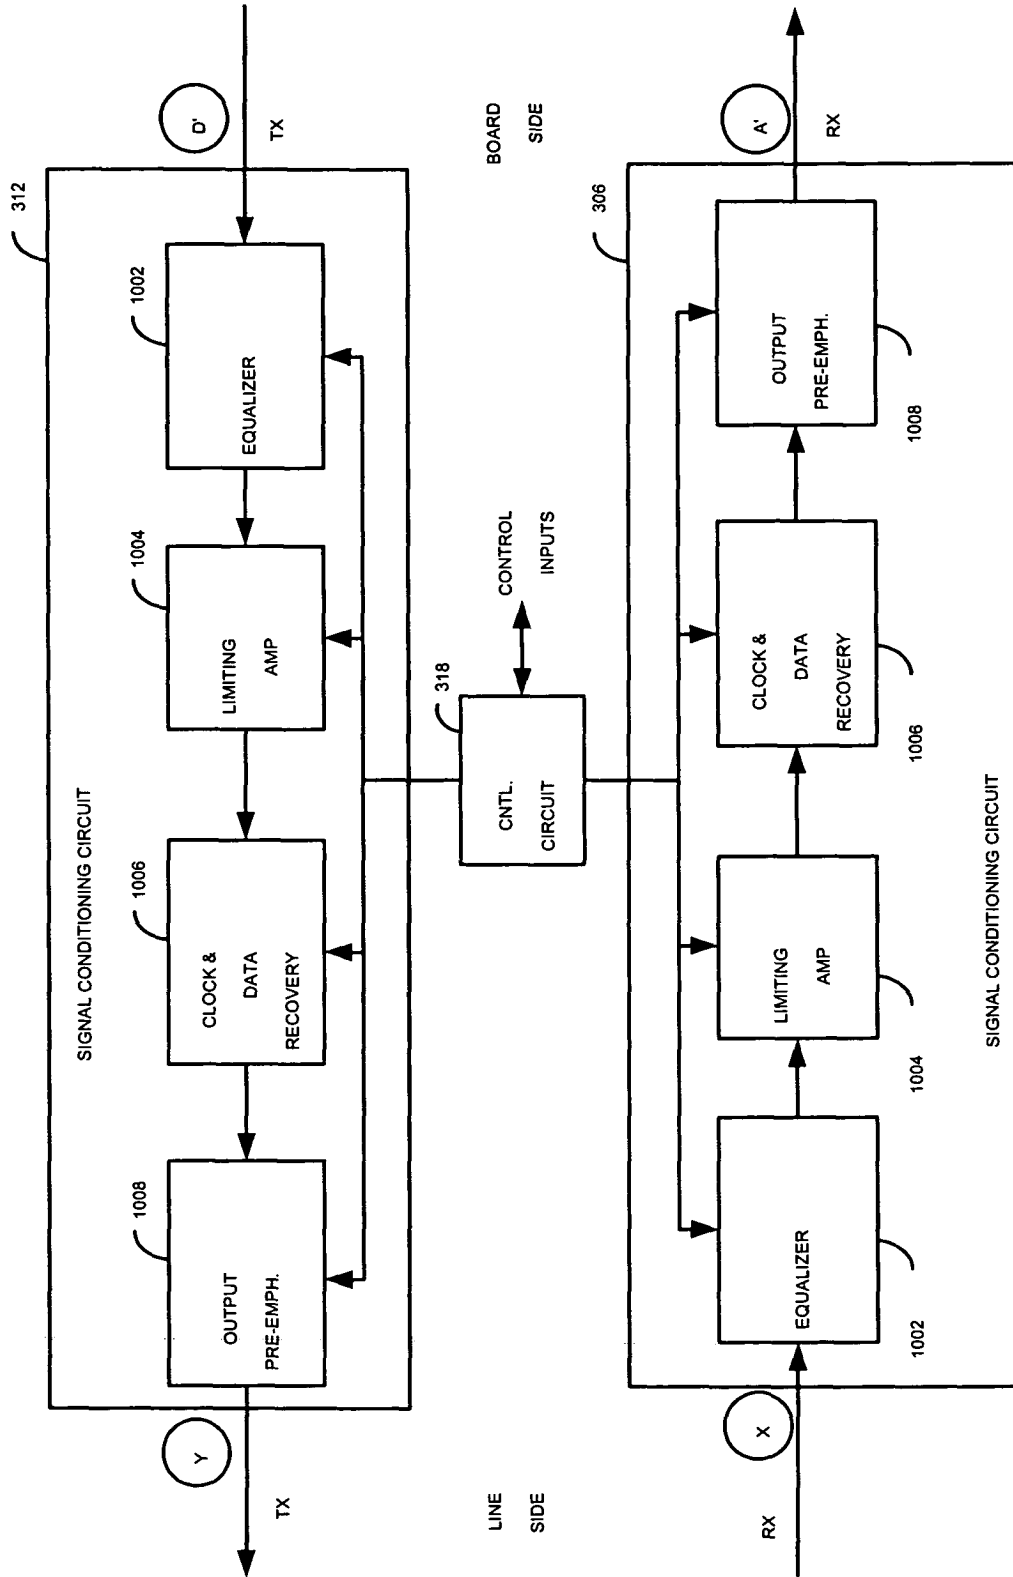 312
SIGNAL CONDITIONING CIRCUIT
Y
TX
1008
OUTPUT
PRE-EMPH.
1006
CLOCK &
DATA
RECOVERY
1004
LIMITING
AMP
1002
EQUALIZER
D'
TX
LINE
SIDE
318
CNTL.
CIRCUIT
CONTROL
INPUTS
BOARD
SIDE
306
X
RX
EQUALIZER
1002
LIMITING
AMP
1004
CLOCK &
DATA
RECOVERY
1006
OUTPUT
PRE-EMPH.
1008
A'
RX
SIGNAL CONDITIONING CIRCUIT